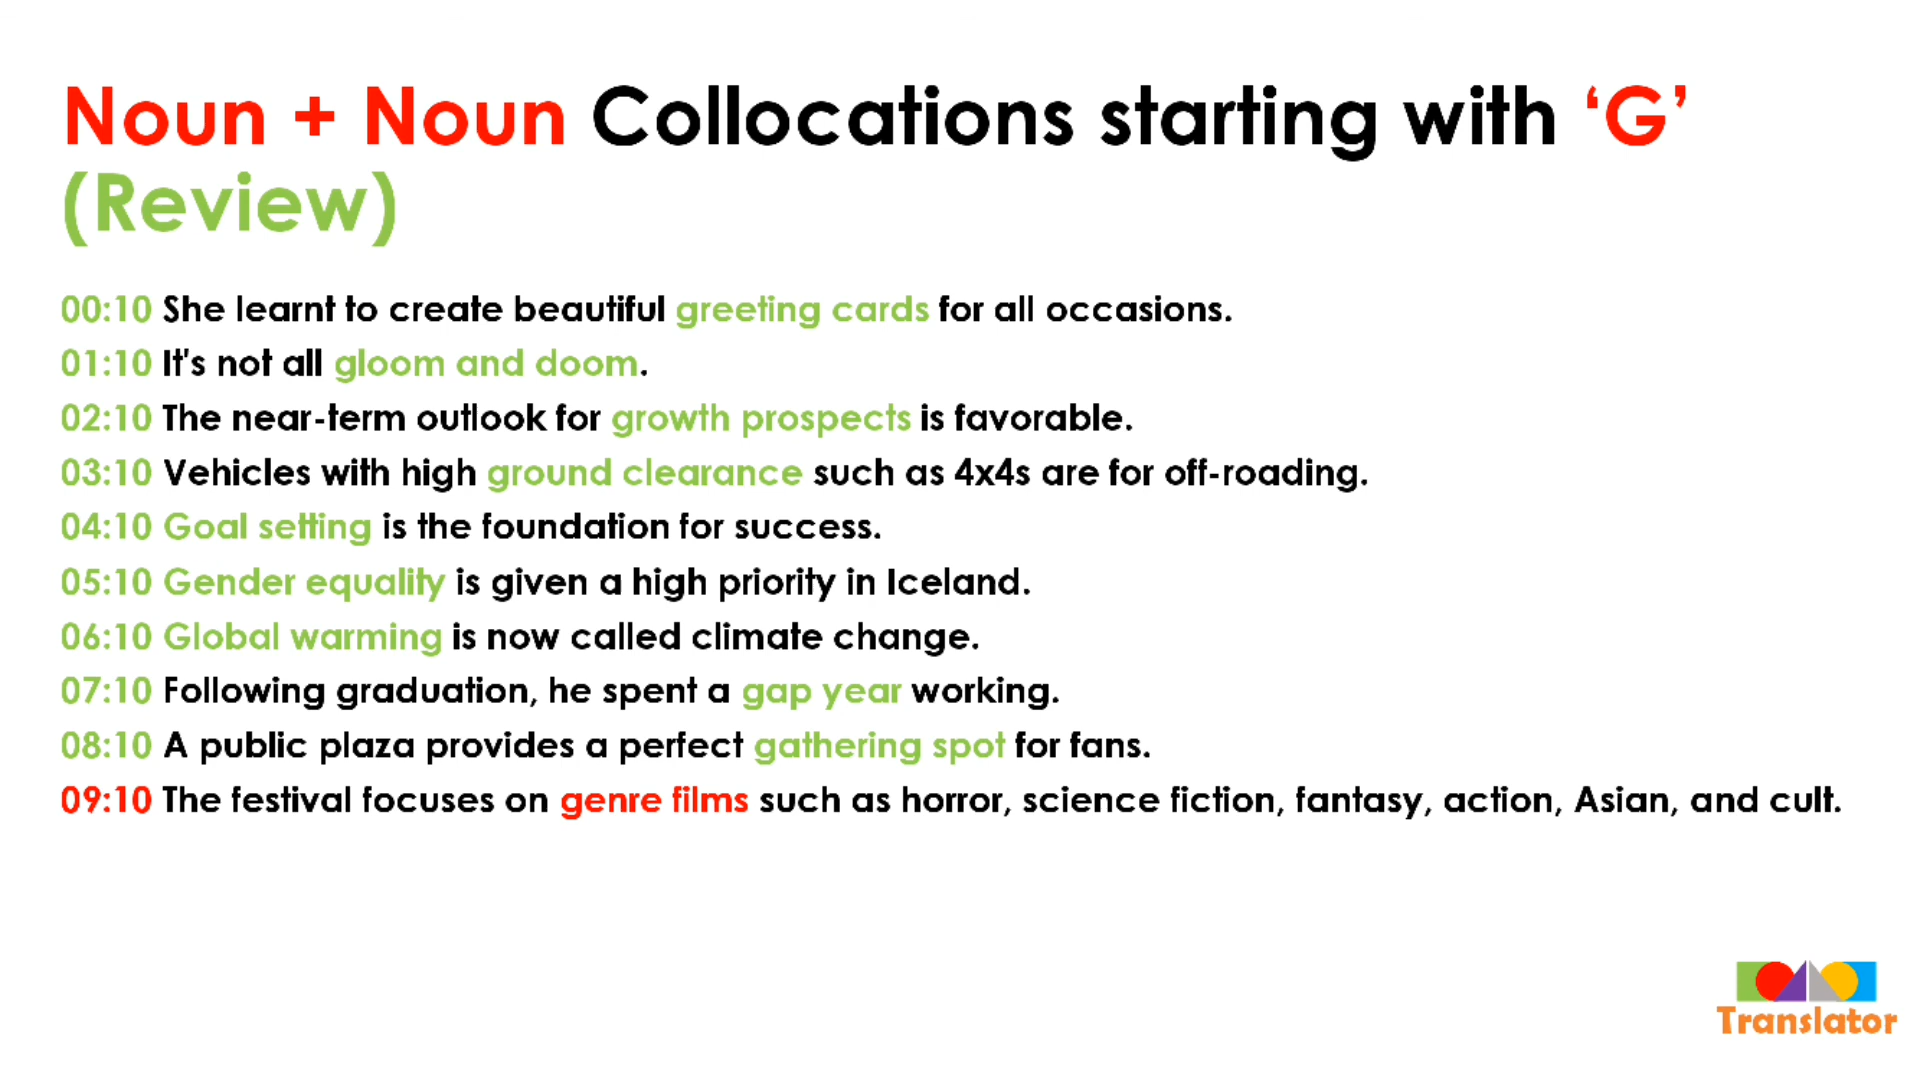 Noun + Noun Collocations starting with ‘G’
(Review)
00:10 She learnt to create beautiful greeting cards for all occasions.
01:10 It's not all gloom and doom.
02:10 The near-term outlook for growth prospects is favorable.
03:10 Vehicles with high ground clearance such as 4x4s are for off-roading.
04:10 Goal setting is the foundation for success.
05:10 Gender equality is given a high priority in Iceland.
06:10 Global warming is now called climate change.
07:10 Following graduation, he spent a gap year working.
08:10 A public plaza provides a perfect gathering spot for fans.
09:10 The festival focuses on genre films such as horror, science fiction, fantasy, action, Asian, and cult.
Translator